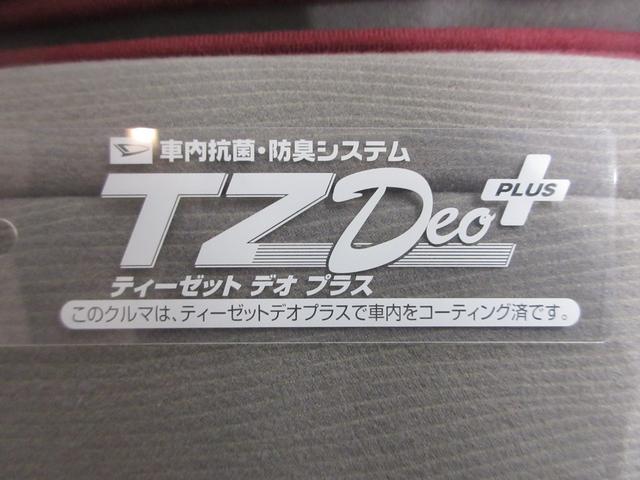 車内抗菌・防臭システム
TZ Deo PLUS
ティーゼット デオ プラス
このクルマは、ティーゼットデオプラスで車内をコーティング済です。